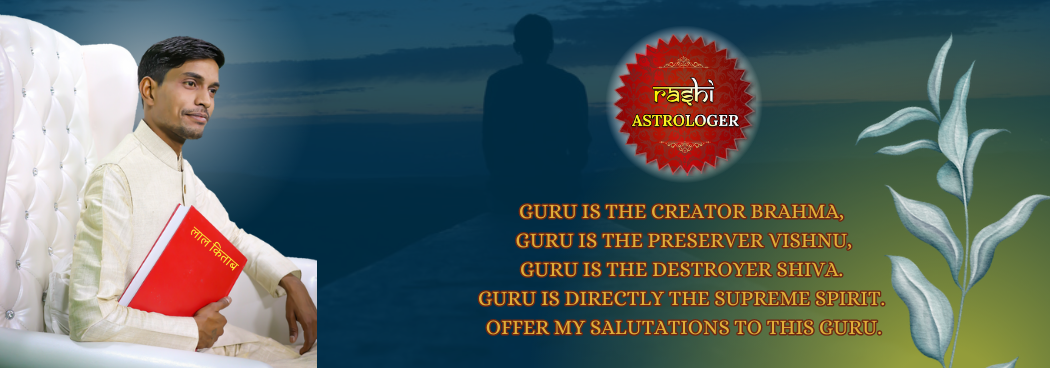 लाल किताब
rashi
ASTROLOGER
GURU IS THE CREATOR BRAHMA,
GURU IS THE PRESERVER VISHNU,
GURU IS THE DESTROYER SHIVA.
GURU IS DIRECTLY THE SUPREME SPIRIT.
OFFER MY SALUTATIONS TO THIS GURU.